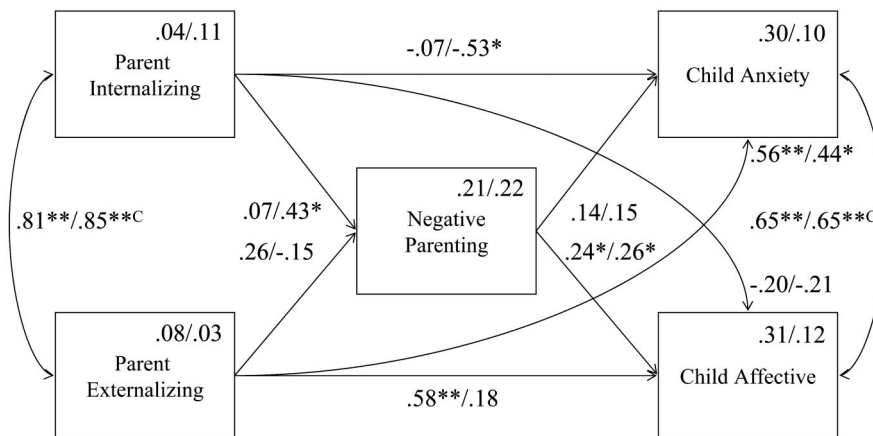 .04/.11
Parent
Internalizing
-.07/-.53*
.30/.10
Child Anxiety
.56**/.44*
.21/.22
Negative
Parenting
.07/.43*
.26/-.15
.14/.15
.24*/.26*
.81**/.85**C
.65**/.65**C
-.20/-.21
.08/.03
Parent
Externalizing
.58**/.18
.31/.12
Child Affective